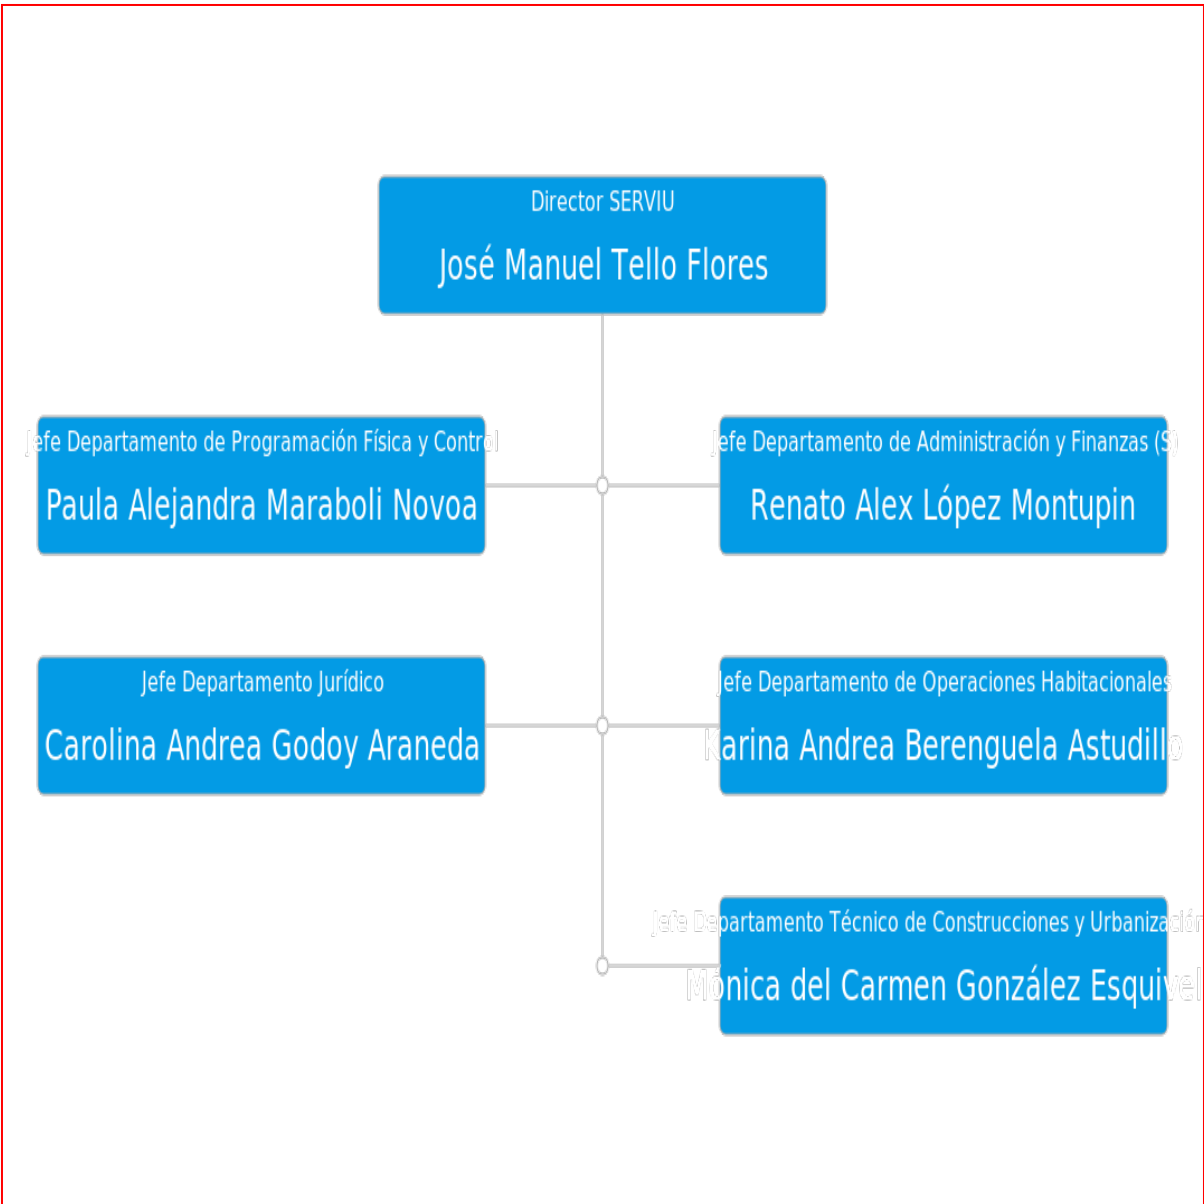 Director SERVIU
José Manuel Tello Flores
Jefe Departamento de Programación Física y Control
Paula Alejandra Maraboli Novoa
Jefe Departamento de Administración y Finanzas (S)
Renato Alex López Montupin
Jefe Departamento Jurídico
Carolina Andrea Godoy Araneda
Jefe Departamento de Operaciones Habitacionales
Karina Andrea Berenguela Astudillo
Jefe Departamento Técnico de Construcciones y Urbanización
Mónica del Carmen González Esquivel